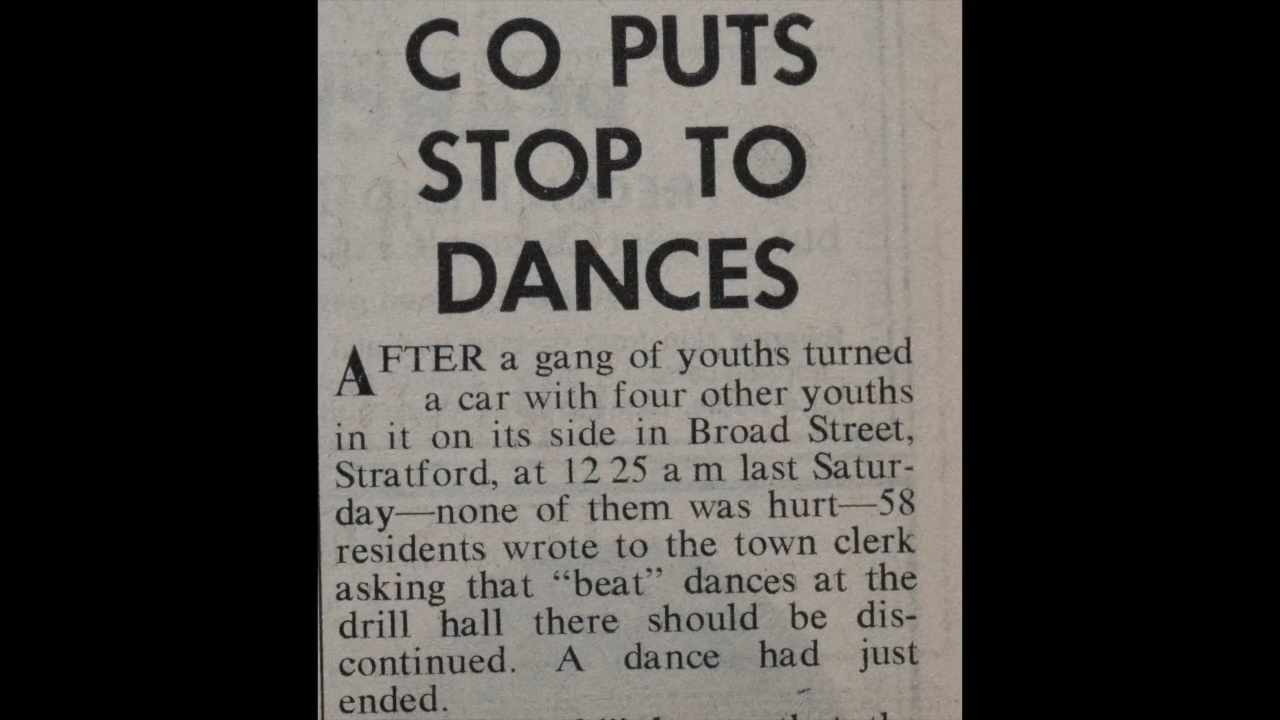 C O PUTS
STOP TO
DANCES
AFTER a gang of youths turned
a car with four other youths
in it on its side in Broad Street,
Stratford, at 12 25 a m last Satur-
day—none of them was hurt—58
residents wrote to the town clerk
asking that “beat” dances at the
drill hall there should be dis-
continued. A dance had just
ended.